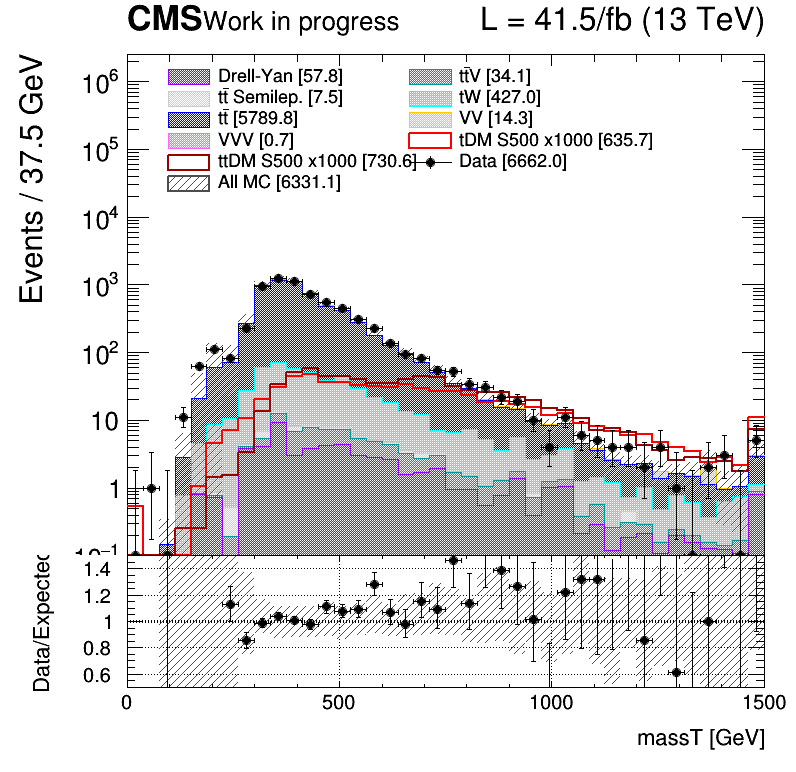 CMS Work in progress L = 41.5/fb (13 TeV)
Events / 37.5 GeV
10⁶
10⁵
10⁴
10³
10²
10
1
10⁻¹
Drell-Yan [57.8]
tt̄V [34.1]
tt̄ Semilep. [7.5]
tW [427.0]
tt̄ [5789.8]
VV [14.3]
VVV [0.7]
tDM S500 x1000 [635.7]
ttDM S500 x1000 [730.6]
Data [6662.0]
All MC [6331.1]
Data/Expected
1.4
1.2
1
0.8
0.6
0 500 1000 1500
massT [GeV]